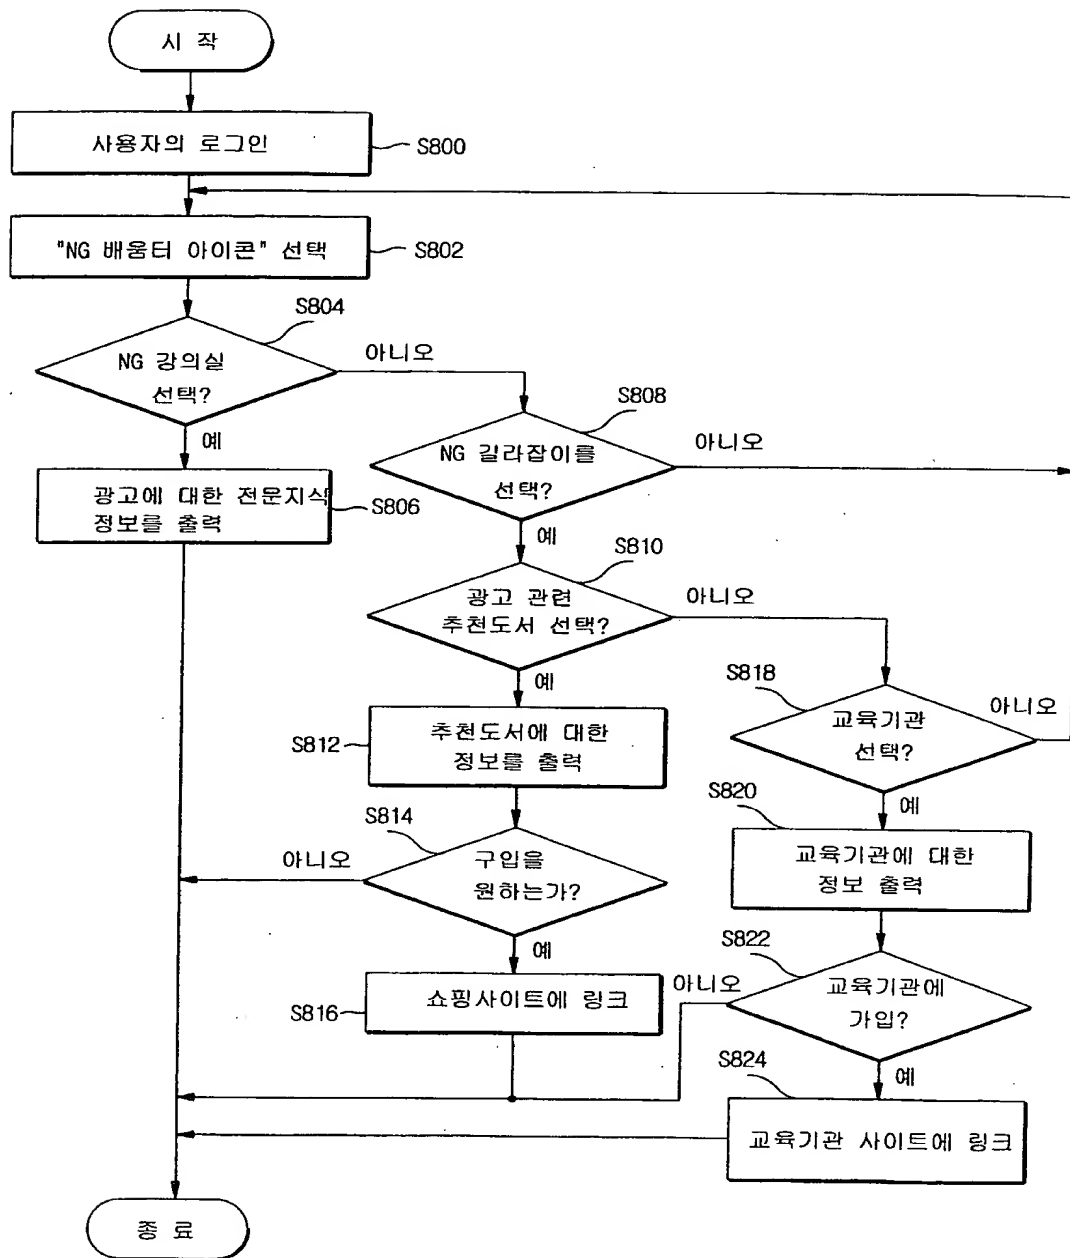 시 작
사용자의 로그인
S800
"NG 배움터 아이콘" 선택
S802
S804
NG 강의실
선택?
아니오
예
S808
NG 길라잡이를
선택?
아니오
예
광고에 대한 전문지식
정보를 출력
S806
S810
광고 관련
추천도서 선택?
아니오
예
S818
교육기관
선택?
아니오
예
S812
추천도서에 대한
정보를 출력
S820
교육기관에 대한
정보 출력
S814
구입을
원하는가?
아니오
예
S822
교육기관에
가입?
아니오
예
S816
쇼핑사이트에 링크
S824
교육기관 사이트에 링크
종 료